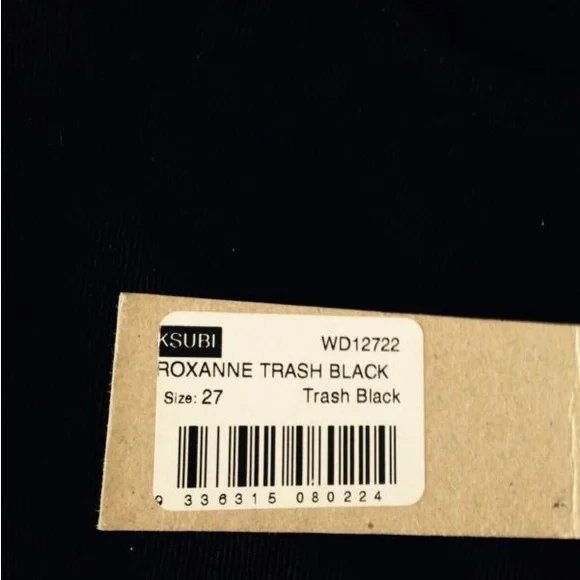 KSUBI WD12722
ROXANNE TRASH BLACK
Size: 27 Trash Black
9 336315 080224